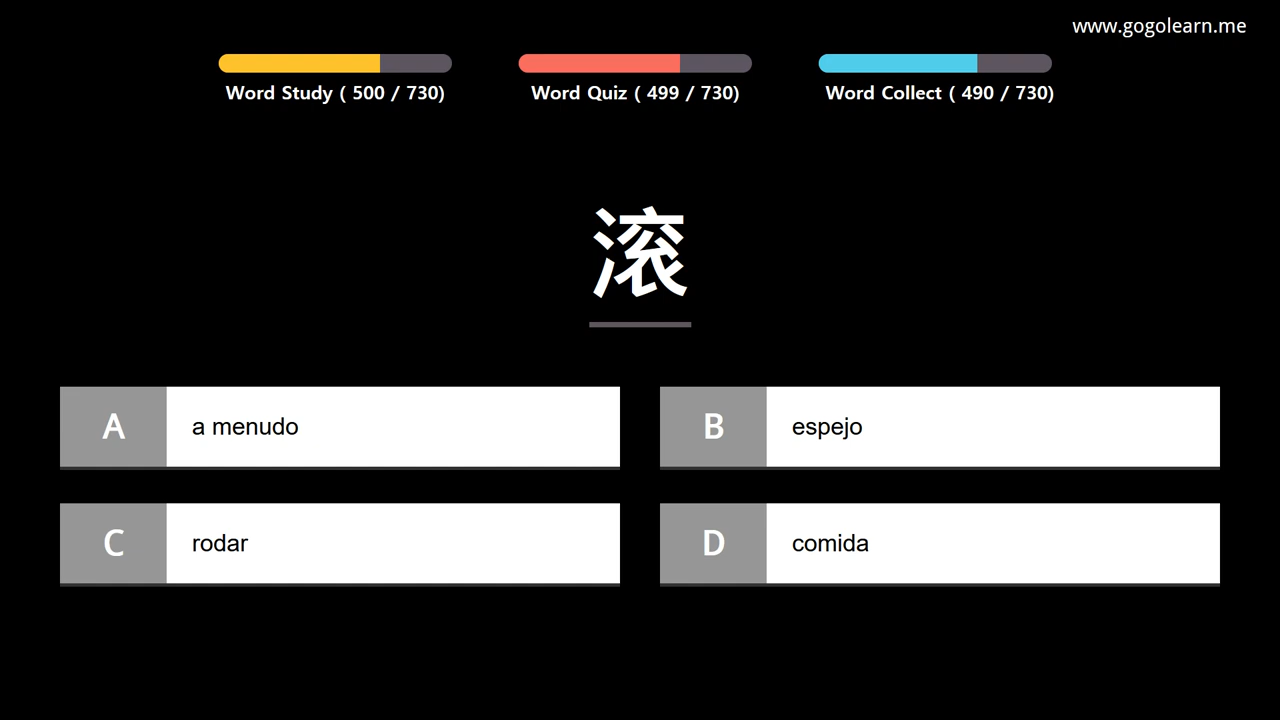 www.gogolearn.me
Word Study ( 500 / 730)
Word Quiz ( 499 / 730)
Word Collect ( 490 / 730)
滚
A a menudo
B espejo
C rodar
D comida